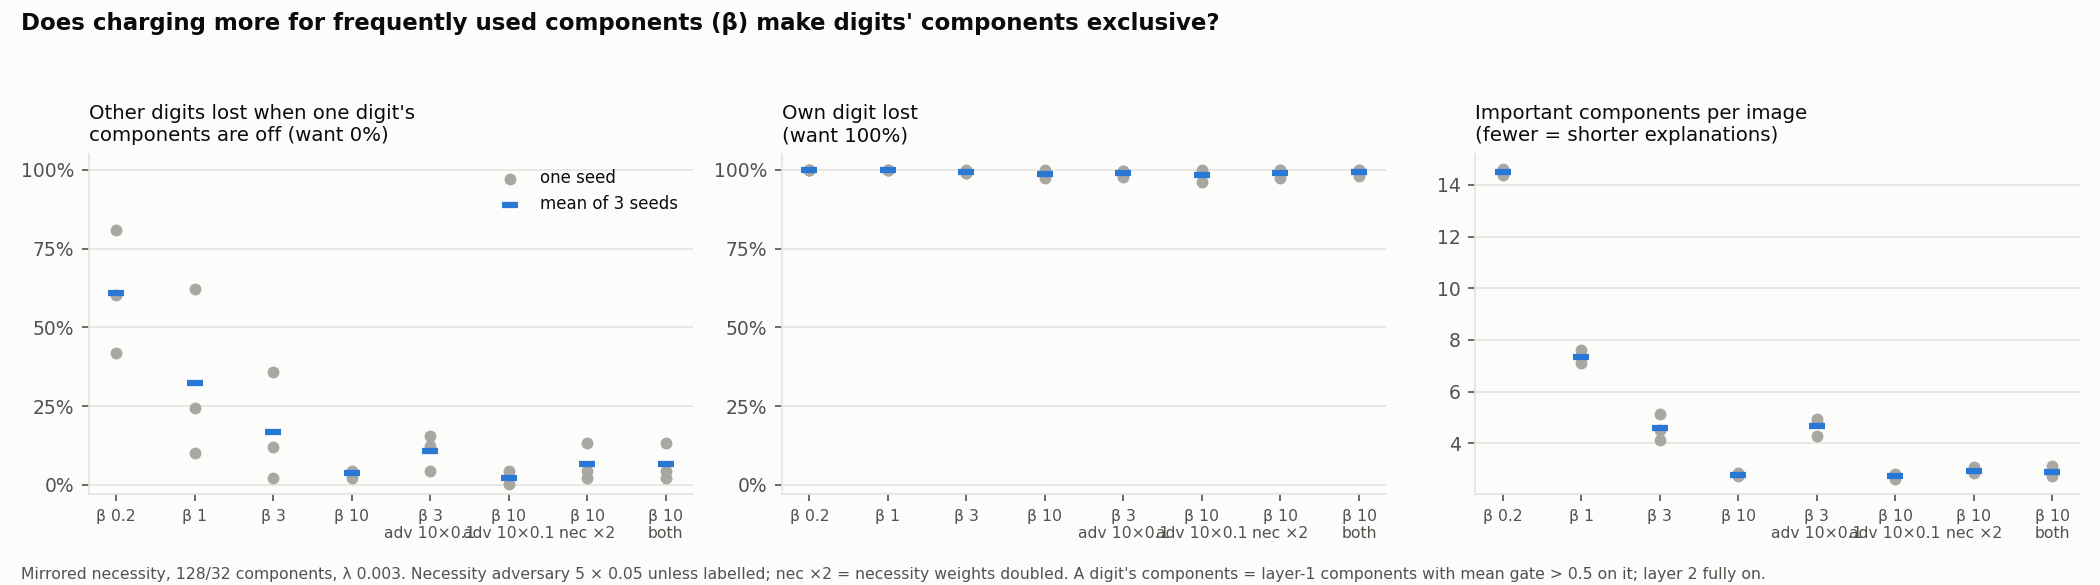 Does charging more for frequently used components (β) make digits' components exclusive?
Other digits lost when one digit's
components are off (want 0%)
100%
75%
50%
25%
0%
one seed
mean of 3 seeds
β 0.2
β 1
β 3
β 10
β 3
adv 10×0.1
β 10
adv 10×0.1
β 10
nec ×2
β 10
both
Own digit lost
(want 100%)
100%
75%
50%
25%
0%
β 0.2
β 1
β 3
β 10
β 3
adv 10×0.1
β 10
adv 10×0.1
β 10
nec ×2
β 10
both
Important components per image
(fewer = shorter explanations)
14
12
10
8
6
4
β 0.2
β 1
β 3
β 10
β 3
adv 10×0.1
β 10
adv 10×0.1
β 10
nec ×2
β 10
both
Mirrored necessity, 128/32 components, λ 0.003. Necessity adversary 5 × 0.05 unless labelled; nec ×2 = necessity weights doubled. A digit's components = layer-1 components with mean gate > 0.5 on it; layer 2 fully on.